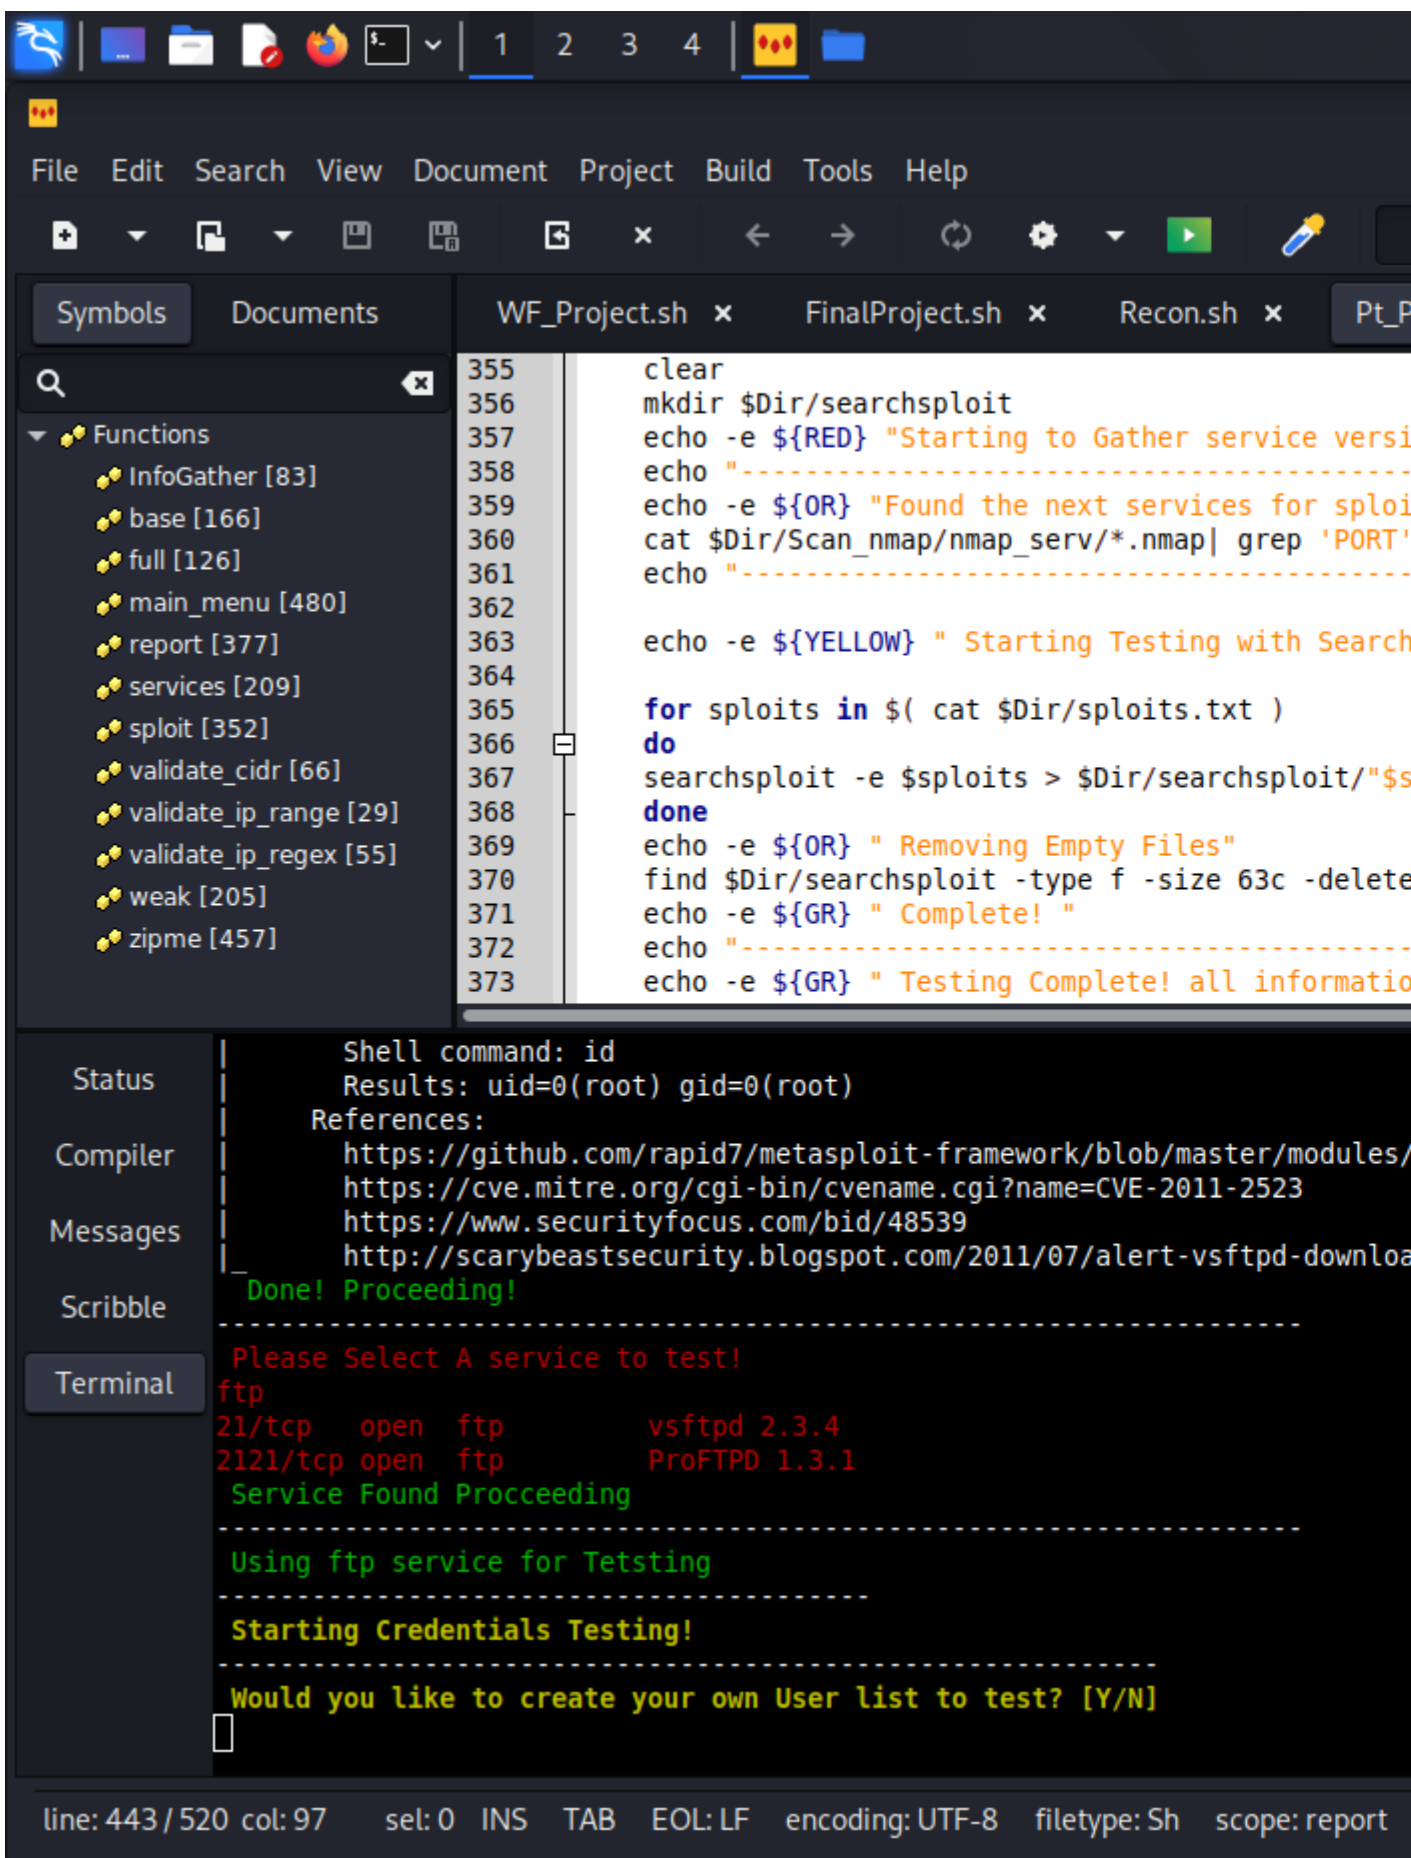 1 2 3 4
File Edit Search View Document Project Build Tools Help
Symbols Documents WF_Project.sh × FinalProject.sh × Recon.sh × Pt_P
Functions
InfoGather [83]
base [166]
full [126]
main_menu [480]
report [377]
services [209]
sploit [352]
validate_cidr [66]
validate_ip_range [29]
validate_ip_regex [55]
weak [205]
zipme [457]
355 clear
356 mkdir $Dir/searchsploit
357 echo -e ${RED} "Starting to Gather service versi
358 echo "------------------------------------------
359 echo -e ${OR} "Found the next services for sploi
360 cat $Dir/Scan_nmap/nmap_serv/*.nmap| grep 'PORT'
361 echo "------------------------------------------
362
363 echo -e ${YELLOW} " Starting Testing with Search
364
365 for sploits in $( cat $Dir/sploits.txt )
366 do
367 searchsploit -e $sploits > $Dir/searchsploit/"$s
368 done
369 echo -e ${OR} " Removing Empty Files"
370 find $Dir/searchsploit -type f -size 63c -delete
371 echo -e ${GR} " Complete! "
372 echo "------------------------------------------
373 echo -e ${GR} " Testing Complete! all informatio
Status
Compiler
Messages
Scribble
Terminal
| Shell command: id
| Results: uid=0(root) gid=0(root)
| References:
| https://github.com/rapid7/metasploit-framework/blob/master/modules/
| https://cve.mitre.org/cgi-bin/cvename.cgi?name=CVE-2011-2523
| https://www.securityfocus.com/bid/48539
|_ http://scarybeastsecurity.blogspot.com/2011/07/alert-vsftpd-downloa
Done! Proceeding!
--------------------------------------------------------------------
Please Select A service to test!
ftp
21/tcp open ftp vsftpd 2.3.4
2121/tcp open ftp ProFTPD 1.3.1
Service Found Procceeding
--------------------------------------------------------------------
Using ftp service for Tetsting
-----------------------------------------
Starting Credentials Testing!
-----------------------------------------------------------
Would you like to create your own User list to test? [Y/N]
line: 443 / 520 col: 97 sel: 0 INS TAB EOL: LF encoding: UTF-8 filetype: Sh scope: report